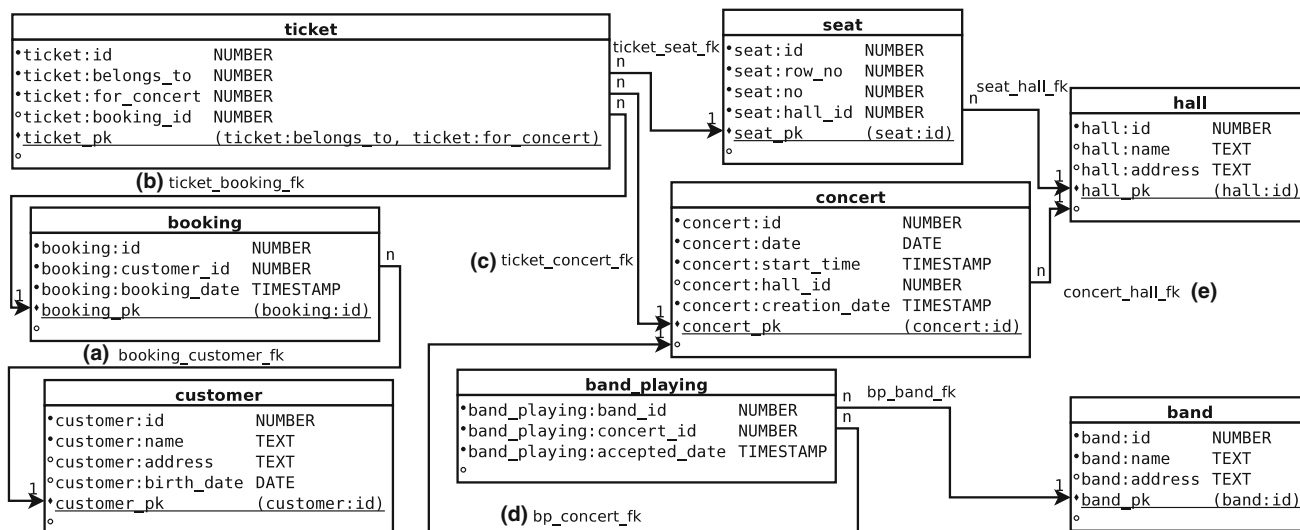 ticket
ticket:id NUMBER
ticket:belongs_to NUMBER
ticket:for_concert NUMBER
ticket:booking_id NUMBER
ticket_pk (ticket:belongs_to, ticket:for_concert)
n
n
n
ticket_seat_fk
1
seat
seat:id NUMBER
seat:row_no NUMBER
seat:no NUMBER
seat:hall_id NUMBER
seat_pk (seat:id)
seat_hall_fk
n
1
1
hall
hall:id NUMBER
hall:name TEXT
hall:address TEXT
hall_pk (hall:id)
(b) ticket_booking_fk
1
booking
booking:id NUMBER
booking:customer_id NUMBER
booking:booking_date TIMESTAMP
booking_pk (booking:id)
n
(c) ticket_concert_fk
1
1
concert
concert:id NUMBER
concert:date DATE
concert:start_time TIMESTAMP
concert:hall_id NUMBER
concert:creation_date TIMESTAMP
concert_pk (concert:id)
n
concert_hall_fk (e)
(a) booking_customer_fk
1
customer
customer:id NUMBER
customer:name TEXT
customer:address TEXT
customer:birth_date DATE
customer_pk (customer:id)
band_playing
band_playing:band_id NUMBER
band_playing:concert_id NUMBER
band_playing:accepted_date TIMESTAMP
n
n
bp_band_fk
1
(d) bp_concert_fk
band
band:id NUMBER
band:name TEXT
band:address TEXT
band_pk (band:id)